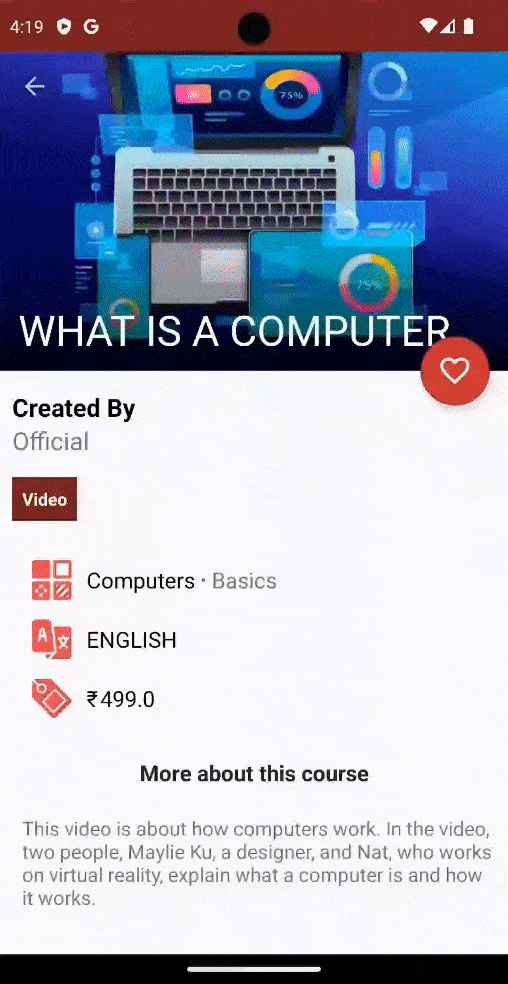 4:19
G
75%
75%
WHAT IS A COMPUTER
Created By
Official
Video
Computers · Basics
A
ENGLISH
₹499.0
More about this course
This video is about how computers work. In the video,
two people, Maylie Ku, a designer, and Nat, who works
on virtual reality, explain what a computer is and how
it works.